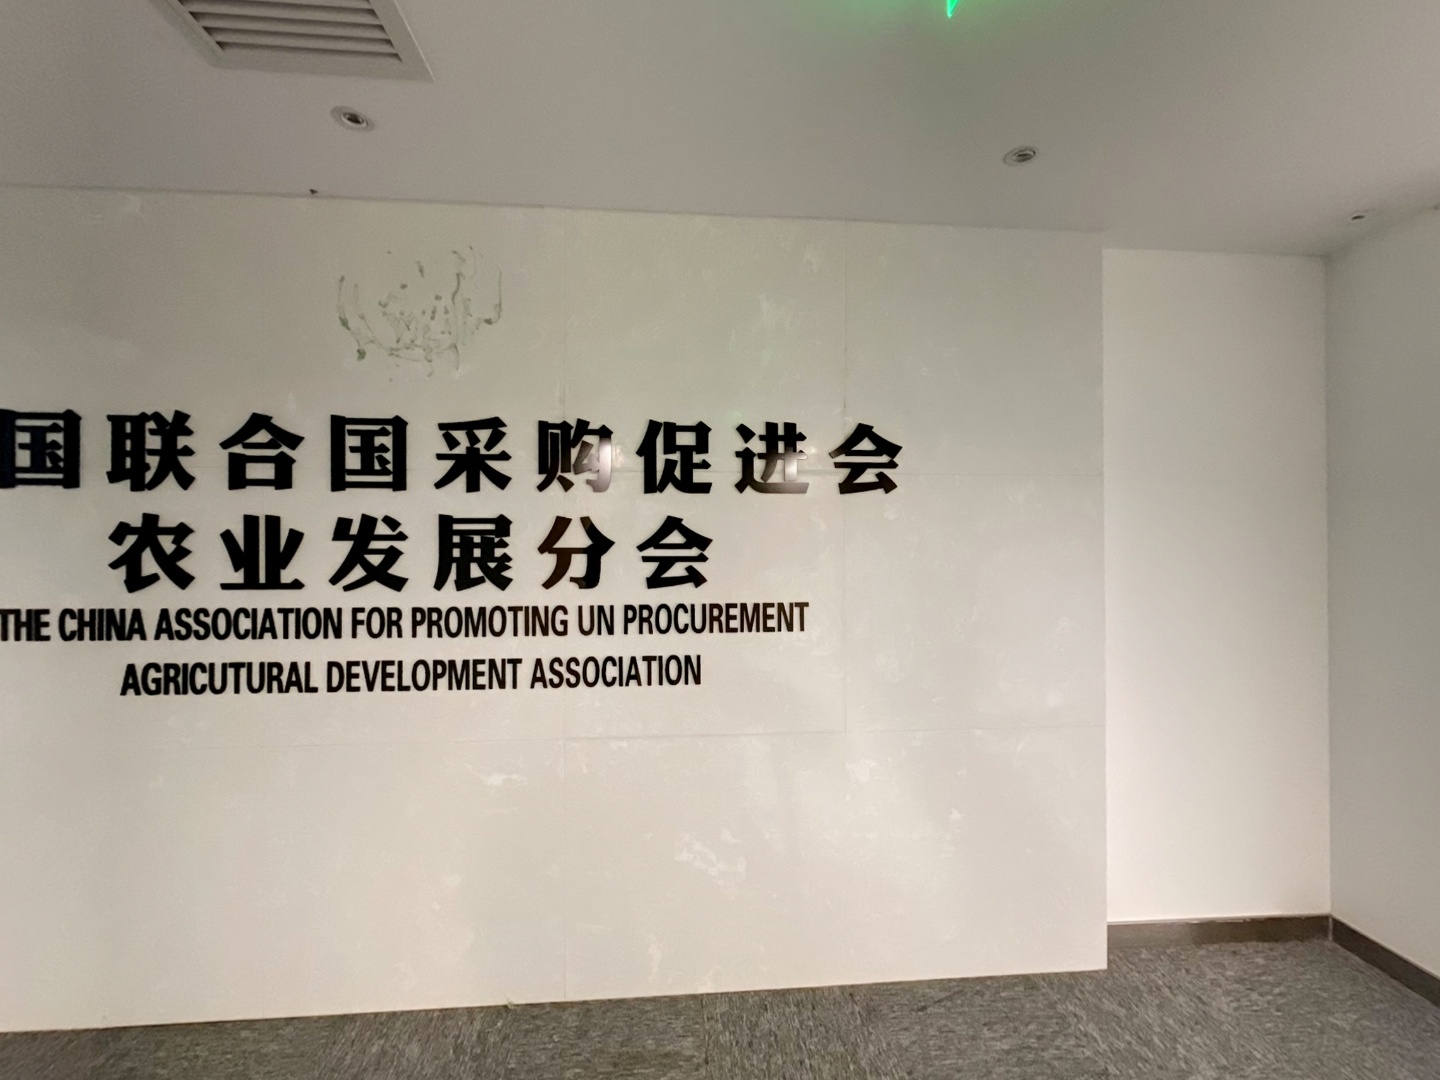 国联合国采购促进会
农业发展分会
THE CHINA ASSOCIATION FOR PROMOTING UN PROCUREMENT
AGRICUTURAL DEVELOPMENT ASSOCIATION